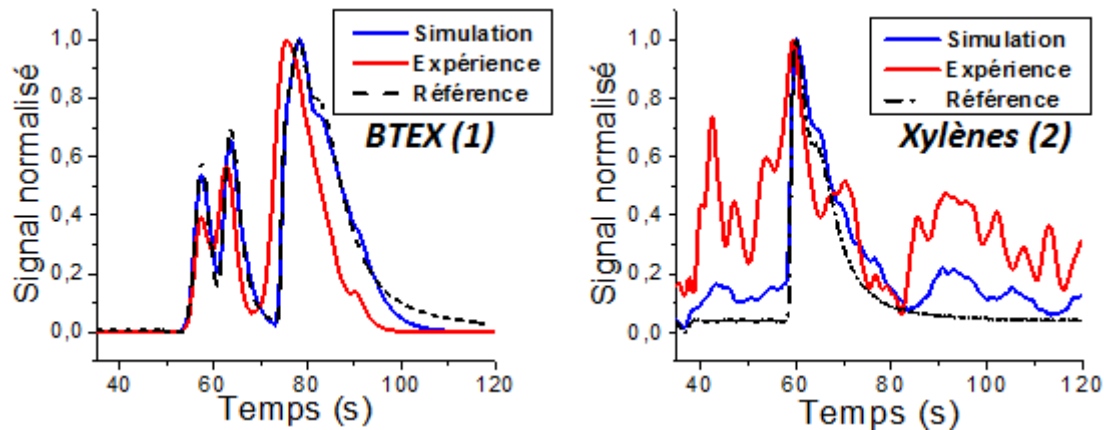 Signal normalisé
1,0
0,8
0,6
0,4
0,2
0,0
Simulation
Expérience
Référence
BTEX (1)
40 60 80 100 120
Temps (s)
Signal normalisé
1,0
0,8
0,6
0,4
0,2
0,0
Simulation
Expérience
Référence
Xylènes (2)
40 60 80 100 120
Temps (s)